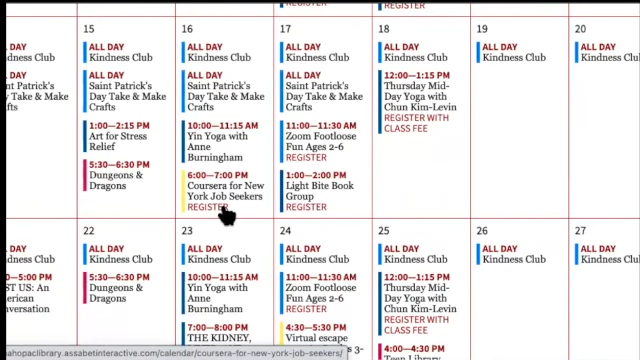 REGISTER
REGISTER
15
ALL DAY
Kindness Club
ALL DAY
Saint Patrick's
Day Take & Make
Crafts
1:00—2:15 PM
Art for Stress
Relief
5:30—6:30 PM
Dungeons &
Dragons
16
ALL DAY
Kindness Club
ALL DAY
Saint Patrick's
Day Take & Make
Crafts
10:00—11:15 AM
Yin Yoga with
Anne
Burningham
6:00—7:00 PM
Coursera for New
York Job Seekers
REGISTER
17
ALL DAY
Kindness Club
ALL DAY
Saint Patrick's
Day Take & Make
Crafts
11:00—11:30 AM
Zoom Footloose
Fun Ages 2-6
REGISTER
1:00—2:00 PM
Light Bite Book
Group
REGISTER
18
ALL DAY
Kindness Club
12:00—1:15 PM
Thursday Mid-
Day Yoga with
Chun Kim-Levin
REGISTER WITH
CLASS FEE
19
ALL DAY
Kindness Club
20
ALL DAY
Kindness Clu
L DAY
ndness Club
L DAY
nt Patrick's
y Take & Make
afts
22
ALL DAY
Kindness Club
5:30—6:30 PM
Dungeons &
Dragons
23
ALL DAY
Kindness Club
10:00—11:15 AM
Yin Yoga with
Anne
Burningham
7:00—8:00 PM
THE KIDNEY,
24
ALL DAY
Kindness Club
11:00—11:30 AM
Zoom Footloose
Fun Ages 2-6
REGISTER
4:30—5:30 PM
Virtual escape
s 3-
25
ALL DAY
Kindness Club
12:00—1:15 PM
Thursday Mid-
Day Yoga with
Chun Kim-Levin
REGISTER WITH
CLASS FEE
4:00—4:30 PM
Teen Library
26
ALL DAY
Kindness Club
27
ALL DAY
Kindness Clu
L DAY
ndness Club
0—5:00 PM
ST US: An
erican
nversation
ahopaclibrary.assabetinteractive.com/calendar/coursera-for-new-york-job-seekers/